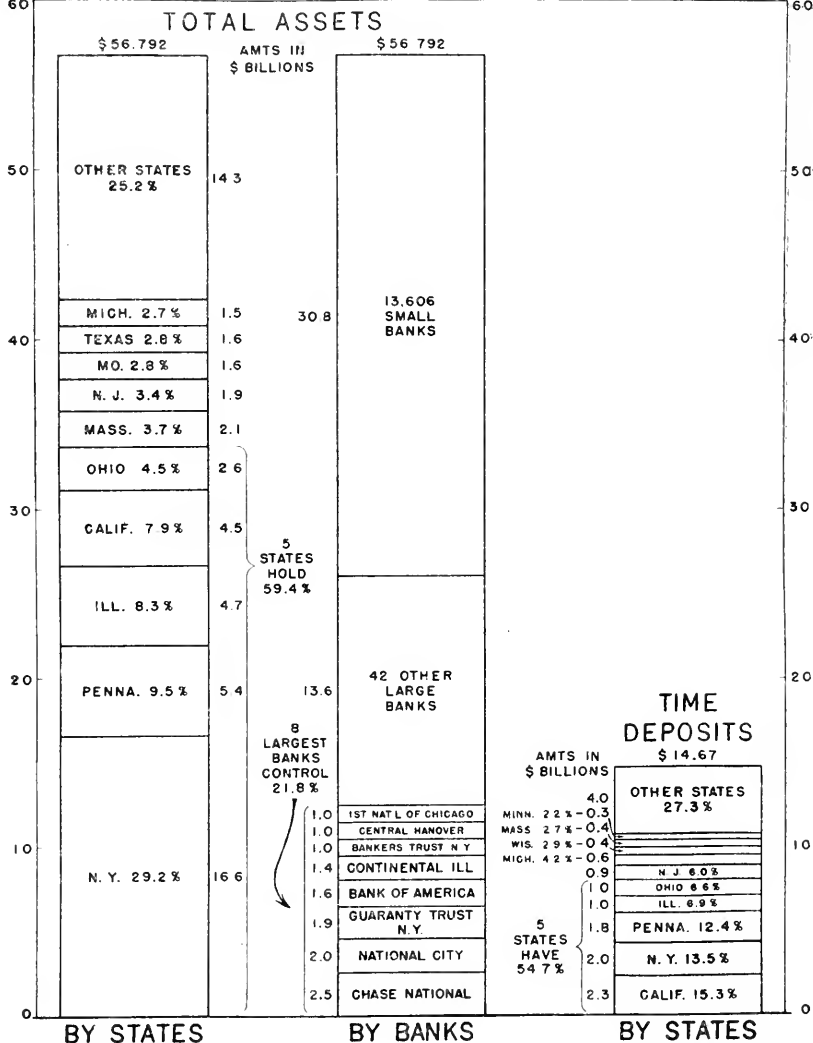 TOTAL ASSETS
$56.792
AMTS IN
$ BILLIONS
$56 792
60
50
40
30
20
10
0
OTHER STATES
25.2%
14 3
MICH. 2.7%
1.5
TEXAS 2.8%
1.6
MO. 2.8%
1.6
N. J. 3.4%
1.9
MASS. 3.7%
2.1
OHIO 4.5%
2 6
CALIF. 7 9%
4.5
ILL. 8.3%
4.7
PENNA. 9.5%
5.4
N. Y. 29.2%
16 6
5
STATES
HOLD
59.4%
BY STATES
13,606
SMALL
BANKS
30 8
42 OTHER
LARGE
BANKS
13.6
8
LARGEST
BANKS
CONTROL
21.8%
1.0
1ST NAT'L OF CHICAGO
1.0
CENTRAL HANOVER
1.0
BANKERS TRUST N Y
1.4
CONTINENTAL ILL
1.6
BANK OF AMERICA
1.9
GUARANTY TRUST
N.Y.
2.0
NATIONAL CITY
2.5
CHASE NATIONAL
BY BANKS
TIME
DEPOSITS
$14.67
AMTS IN
$ BILLIONS
4.0
OTHER STATES
27.3%
MINN. 2 2%-0.3
MASS 2 7%-0.4
WIS. 2 9%-0.4
MICH. 4 2%-0.6
0.9
N. J. 6.0%
1 0
OHIO 6 6%
1.0
ILL. 6.9%
1.8
PENNA. 12.4%
2.0
N. Y. 13.5%
2.3
CALIF. 15.3%
5
STATES
HAVE
54 7%
BY STATES
60
50
40
30
20
10
0